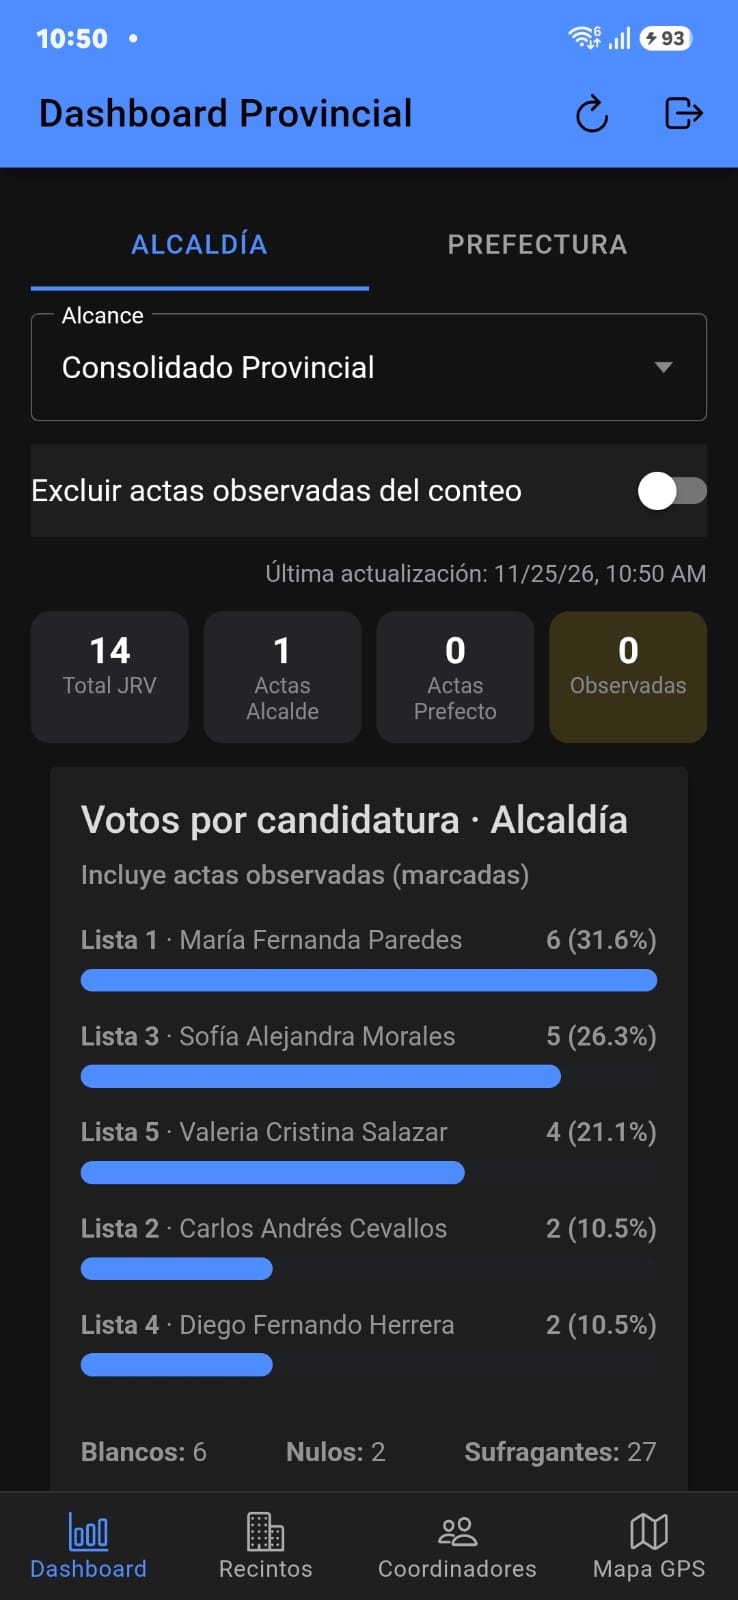 10:50
6
93
Dashboard Provincial
ALCALDÍA
PREFECTURA
Alcance
Consolidado Provincial
Excluir actas observadas del conteo
Última actualización: 11/25/26, 10:50 AM
14
Total JRV
1
Actas
Alcalde
0
Actas
Prefecto
0
Observadas
Votos por candidatura · Alcaldía
Incluye actas observadas (marcadas)
Lista 1 · María Fernanda Paredes 6 (31.6%)
Lista 3 · Sofía Alejandra Morales 5 (26.3%)
Lista 5 · Valeria Cristina Salazar 4 (21.1%)
Lista 2 · Carlos Andrés Cevallos 2 (10.5%)
Lista 4 · Diego Fernando Herrera 2 (10.5%)
Blancos: 6 Nulos: 2 Sufragantes: 27
Dashboard
Recintos
Coordinadores
Mapa GPS